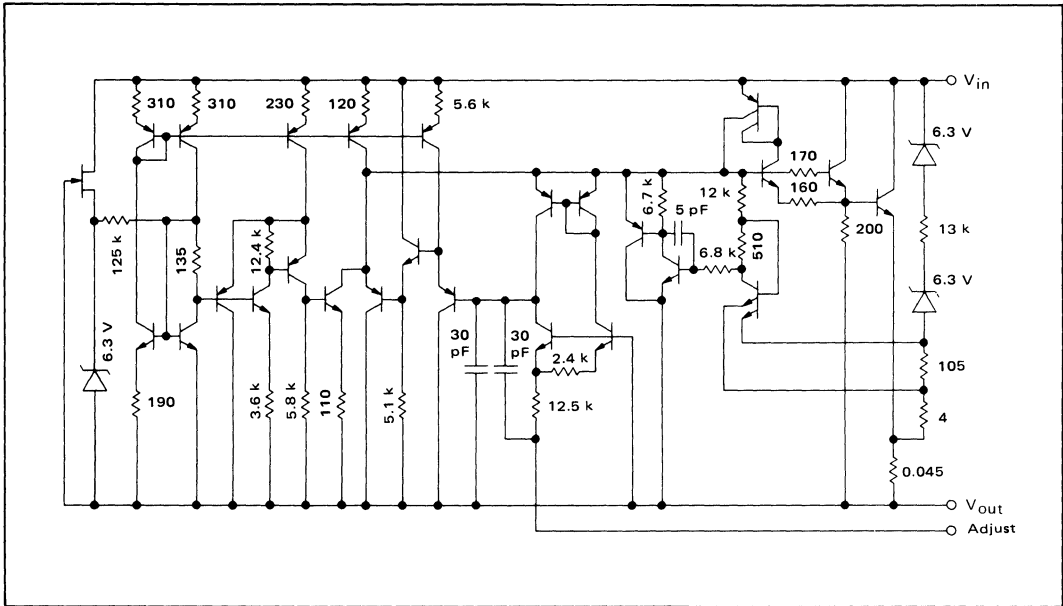 310
310
230
120
5.6 k
Vin
6.3 V
170
160
12 k
6.7 k
5 pF
200
13 k
125 k
135
12.4 k
6.8 k
510
6.3 V
6.3 V
30 pF
30 pF
2.4 k
105
190
3.6 k
5.8 k
110
5.1 k
12.5 k
4
0.045
Vout
Adjust